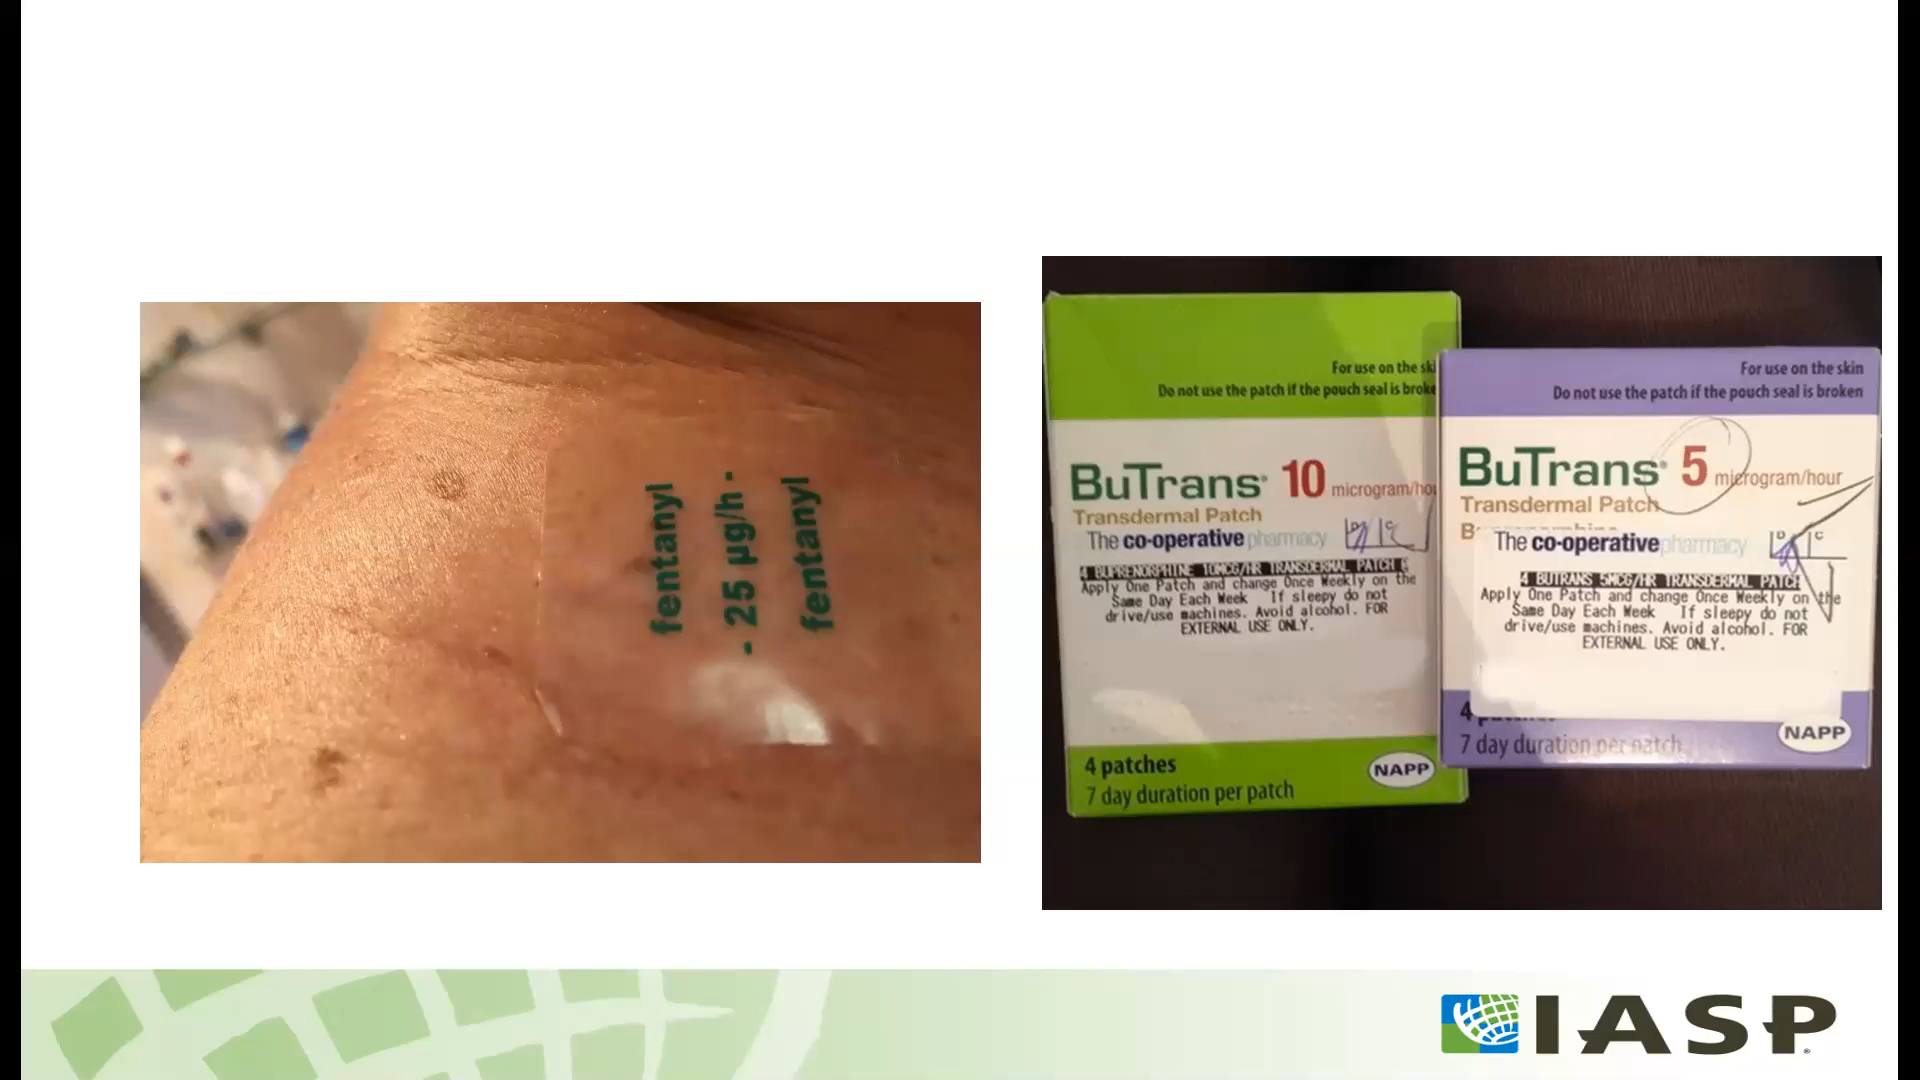 fentanyl
- 25 µg/h -
fentanyl
For use on the ski
Do not use the patch if the pouch seal is broke
BuTrans® 10 microgram/hou
Transdermal Patch
The co-operative pharmacy
D C
4 BUPRENORPHINE 10MCG/HR TRANSDERMAL PATCH
Apply One Patch and change Once Weekly on the
Same Day Each Week If sleepy do not
drive/use machines. Avoid alcohol. FOR
EXTERNAL USE ONLY.
4 patches
7 day duration per patch
NAPP
For use on the skin
Do not use the patch if the pouch seal is broken
BuTrans® 5 microgram/hour
Transdermal Patch
The co-operative pharmacy
D C
4 BUTRANS 5MCG/HR TRANSDERMAL PATCH
Apply One Patch and change Once Weekly on the
Same Day Each Week If sleepy do not
drive/use machines. Avoid alcohol. FOR
EXTERNAL USE ONLY.
4
7 day duration per patch
NAPP
IASP